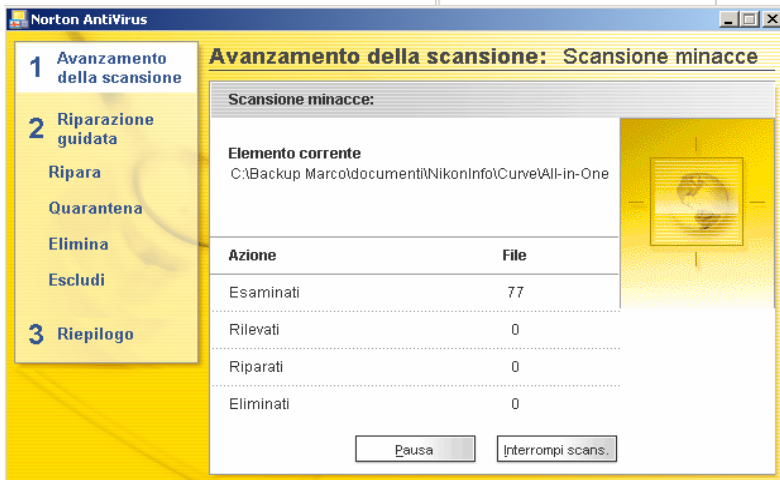 Norton AntiVirus
1 Avanzamento
della scansione
2 Riparazione
guidata
Ripara
Quarantena
Elimina
Escludi
3 Riepilogo
Avanzamento della scansione: Scansione minacce
Scansione minacce:
Elemento corrente
C:\Backup Marco\documenti\NikonInfo\Curve\All-in-One
Azione File
Esaminati 77
Rilevati 0
Riparati 0
Eliminati 0
Pausa Interrompi scans.